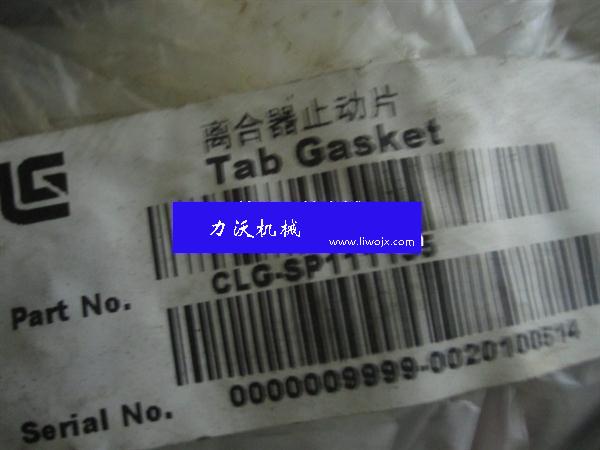 离合器止动片
Tab Gasket
力沃机械
www.liwojx.com
Part No.
Serial No.
0000009999-0020100514